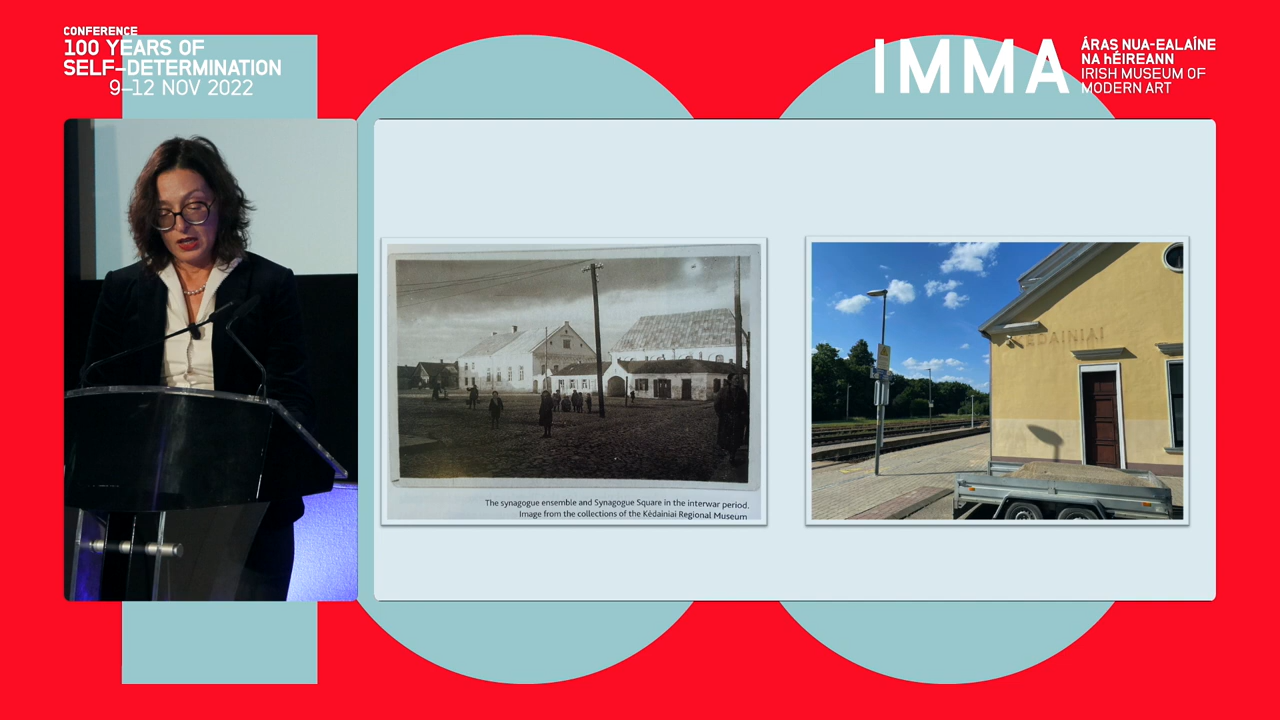 CONFERENCE
100 YEARS OF
SELF-DETERMINATION
9–12 NOV 2022
IMMA
ÁRAS NUA-EALAÍNE
NA hÉIREANN
IRISH MUSEUM OF
MODERN ART
The synagogue ensemble and Synagogue Square in the interwar period.
Image from the collections of the Kėdainiai Regional Museum
KĖDAINIAI